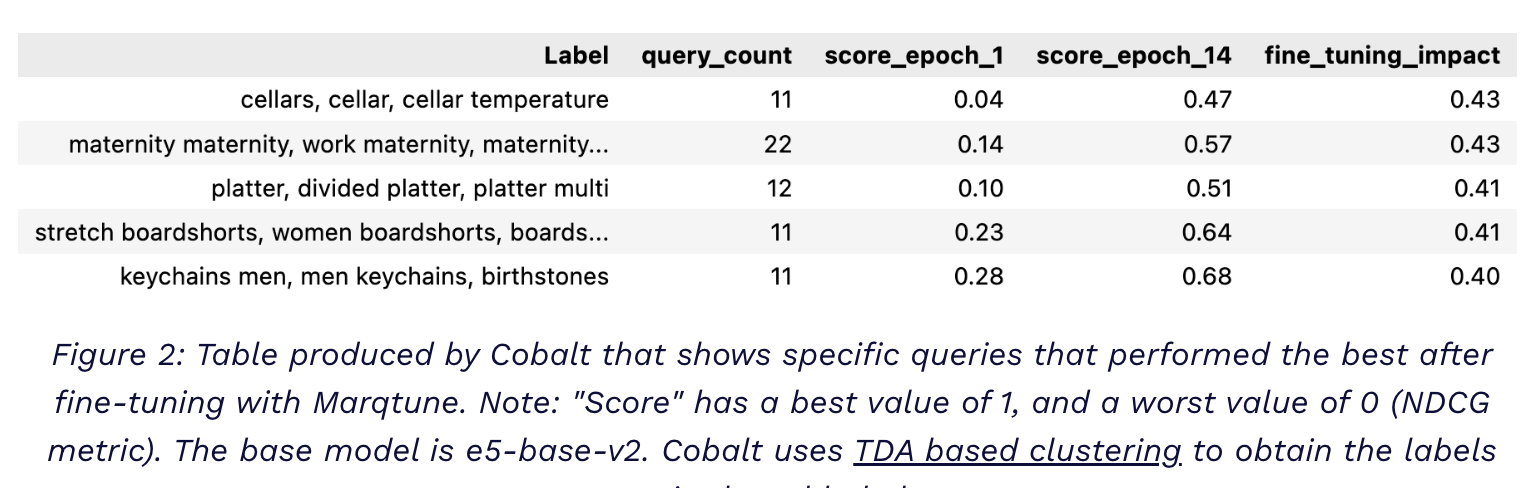 Label query_count score_epoch_1 score_epoch_14 fine_tuning_impact
cellars, cellar, cellar temperature 11 0.04 0.47 0.43
maternity maternity, work maternity, maternity... 22 0.14 0.57 0.43
platter, divided platter, platter multi 12 0.10 0.51 0.41
stretch boardshorts, women boardshorts, boards... 11 0.23 0.64 0.41
keychains men, men keychains, birthstones 11 0.28 0.68 0.40
Figure 2: Table produced by Cobalt that shows specific queries that performed the best after
fine-tuning with Marqtune. Note: "Score" has a best value of 1, and a worst value of 0 (NDCG
metric). The base model is e5-base-v2. Cobalt uses TDA based clustering to obtain the labels